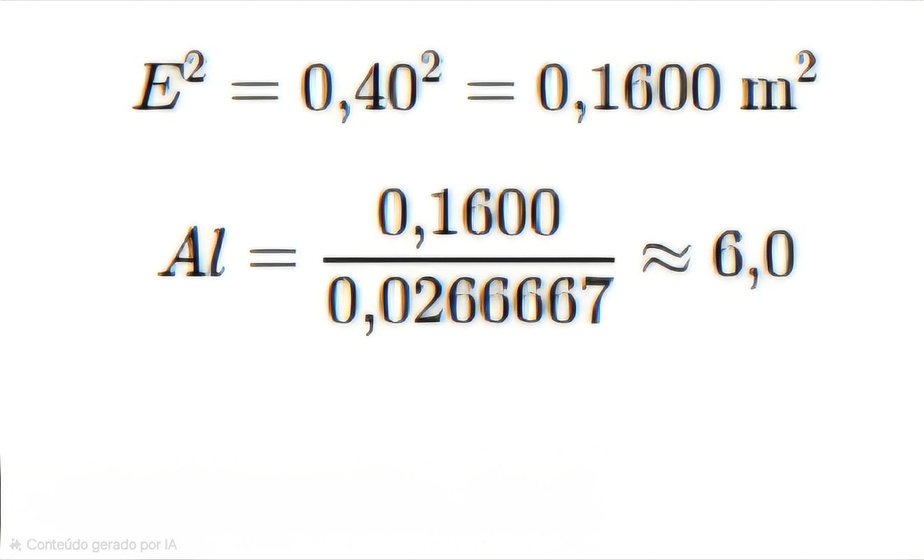 E² = 0,40² = 0,1600 m²
Al = 0,1600 / 0,0266667 ≈ 6,0
Conteúdo gerado por IA